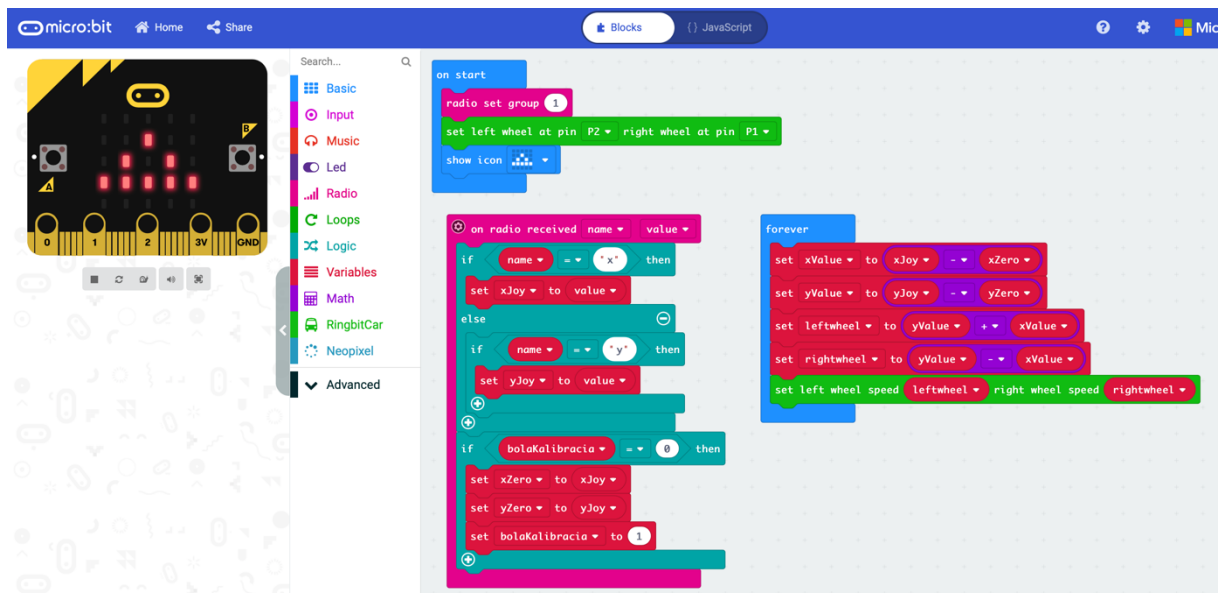 micro:bit Home Share Blocks {} JavaScript ? Mic
Search...
Basic
Input
Music
Led
Radio
Loops
Logic
Variables
Math
RingbitCar
Neopixel
Advanced
A
B
0 1 2 3V GND
on start
radio set group 1
set left wheel at pin P2 right wheel at pin P1
show icon
on radio received name value
if name = "x" then
set xJoy to value
else
if name = "y" then
set yJoy to value
if bolaKalibracia = 0 then
set xZero to xJoy
set yZero to yJoy
set bolaKalibracia to 1
forever
set xValue to xJoy - xZero
set yValue to yJoy - yZero
set leftwheel to yValue + xValue
set rightwheel to yValue - xValue
set left wheel speed leftwheel right wheel speed rightwheel